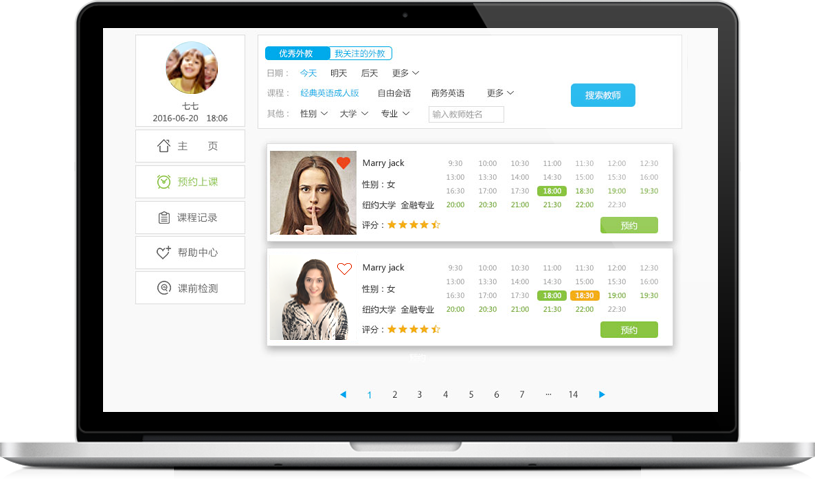 七七
2016-06-20 18:06
主 页
预约上课
课程记录
帮助中心
课前检测
优秀外教 我关注的外教
日期： 今天 明天 后天 更多
课程： 经典英语成人版 自由会话 商务英语 更多
其他： 性别 大学 专业 输入教师姓名
搜索教师
Marry jack
性别：女
纽约大学 金融专业
评分：
9:30 10:00 10:30 11:00 11:30 12:00 12:30
13:00 13:30 14:00 14:30 15:00 15:30 16:00
16:30 17:00 17:30 18:00 18:30 19:00 19:30
20:00 20:30 21:00 21:30 22:00 22:30
预约
Marry jack
性别：女
纽约大学 金融专业
评分：
9:30 10:00 10:30 11:00 11:30 12:00 12:30
13:00 13:30 14:00 14:30 15:00 15:30 16:00
16:30 17:00 17:30 18:00 18:30 19:00 19:30
20:00 20:30 21:00 21:30 22:00 22:30
预约
1 2 3 4 5 6 7 ··· 14